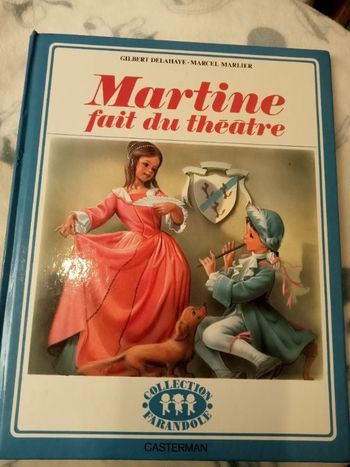 GILBERT DELAHAYE - MARCEL MARLIER
Martine
fait du théâtre
COLLECTION
FARANDOLE
CASTERMAN